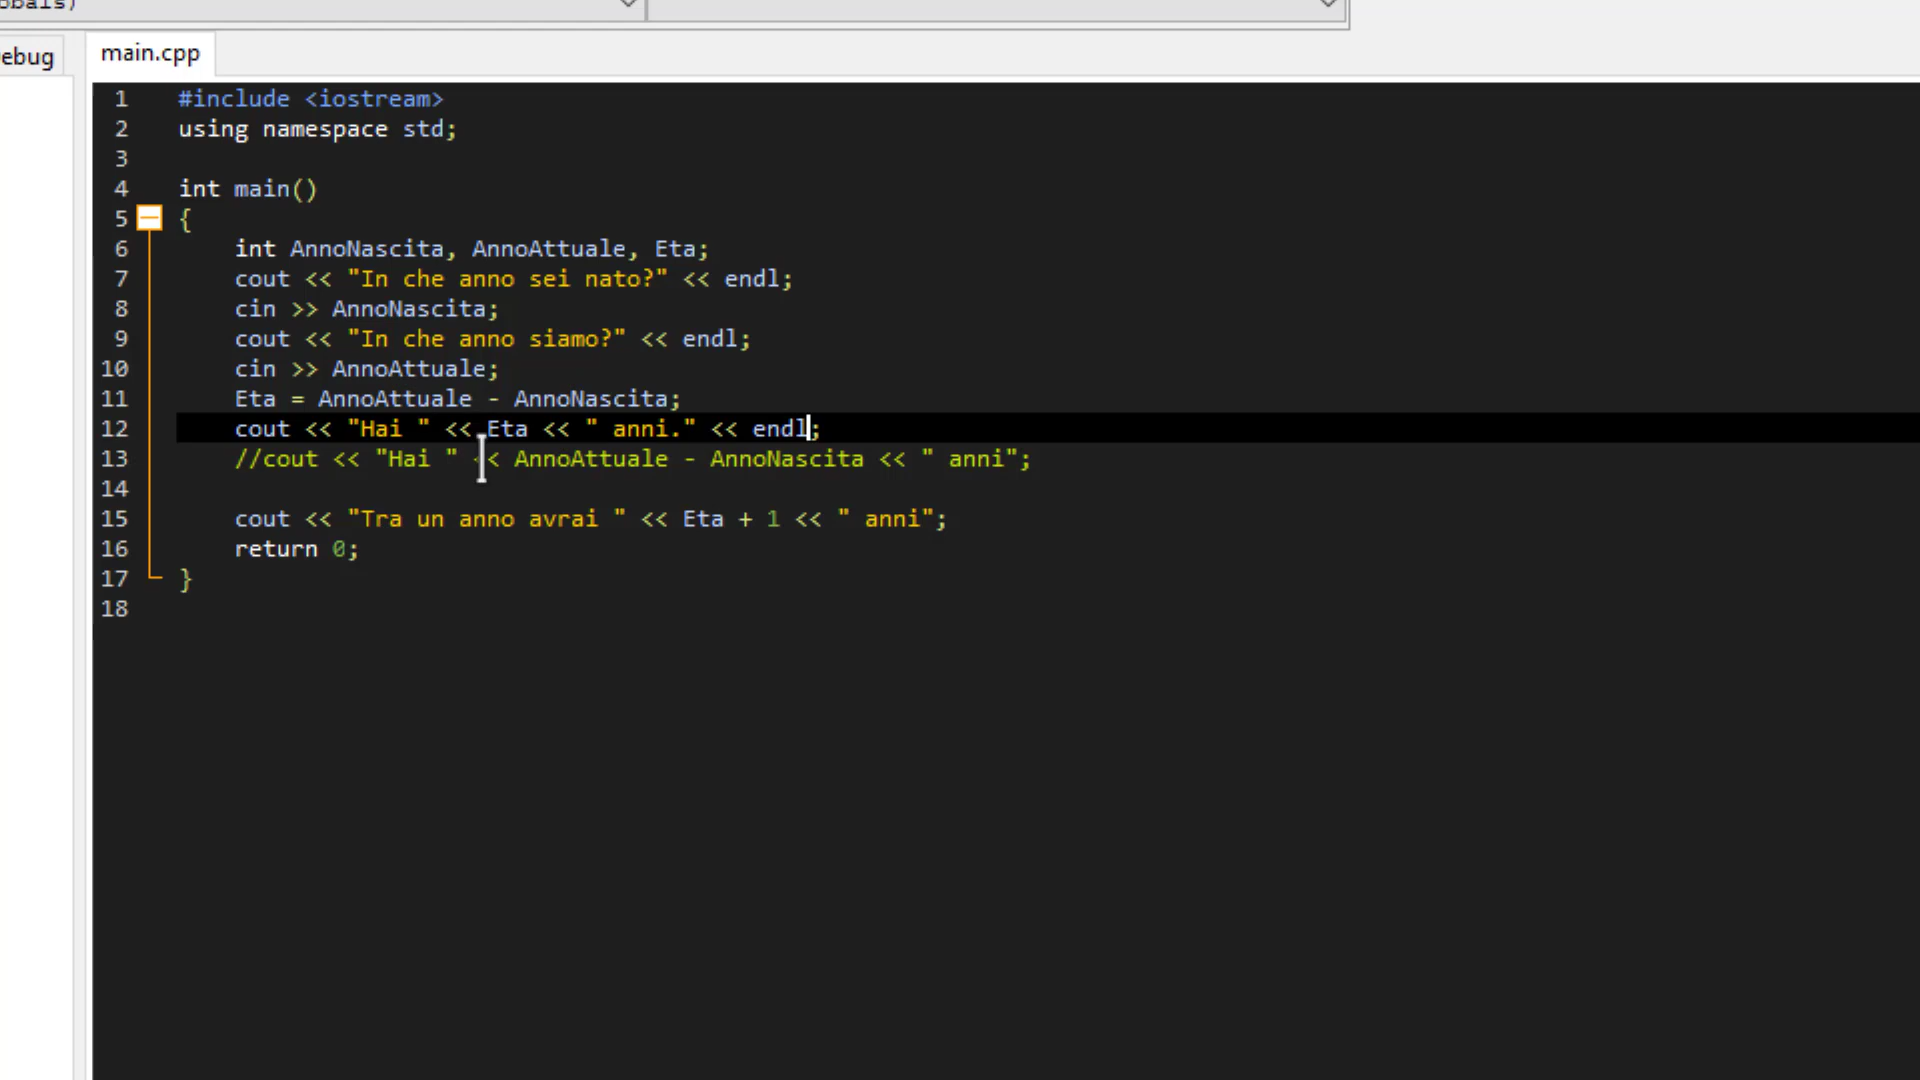 ebug
main.cpp
1 #include <iostream>
2 using namespace std;
3
4 int main()
5 {
6 int AnnoNascita, AnnoAttuale, Eta;
7 cout << "In che anno sei nato?" << endl;
8 cin >> AnnoNascita;
9 cout << "In che anno siamo?" << endl;
10 cin >> AnnoAttuale;
11 Eta = AnnoAttuale - AnnoNascita;
12 cout << "Hai " << Eta << " anni." << endl;
13 //cout << "Hai " << AnnoAttuale - AnnoNascita << " anni";
14
15 cout << "Tra un anno avrai " << Eta + 1 << " anni";
16 return 0;
17 }
18